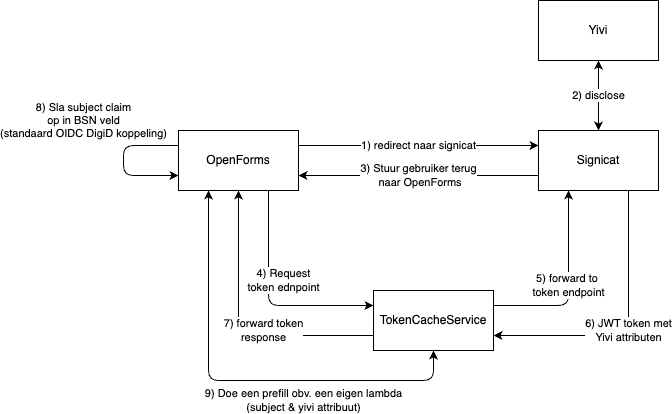 Yivi
2) disclose
8) Sla subject claim
op in BSN veld
(standaard OIDC DigiD koppeling)
OpenForms
1) redirect naar signicat
Signicat
3) Stuur gebruiker terug
naar OpenForms
4) Request
token ednpoint
5) forward to
token endpoint
TokenCacheService
7) forward token
response
6) JWT token met
Yivi attributen
9) Doe een prefill obv. een eigen lambda
(subject & yivi attribuut)